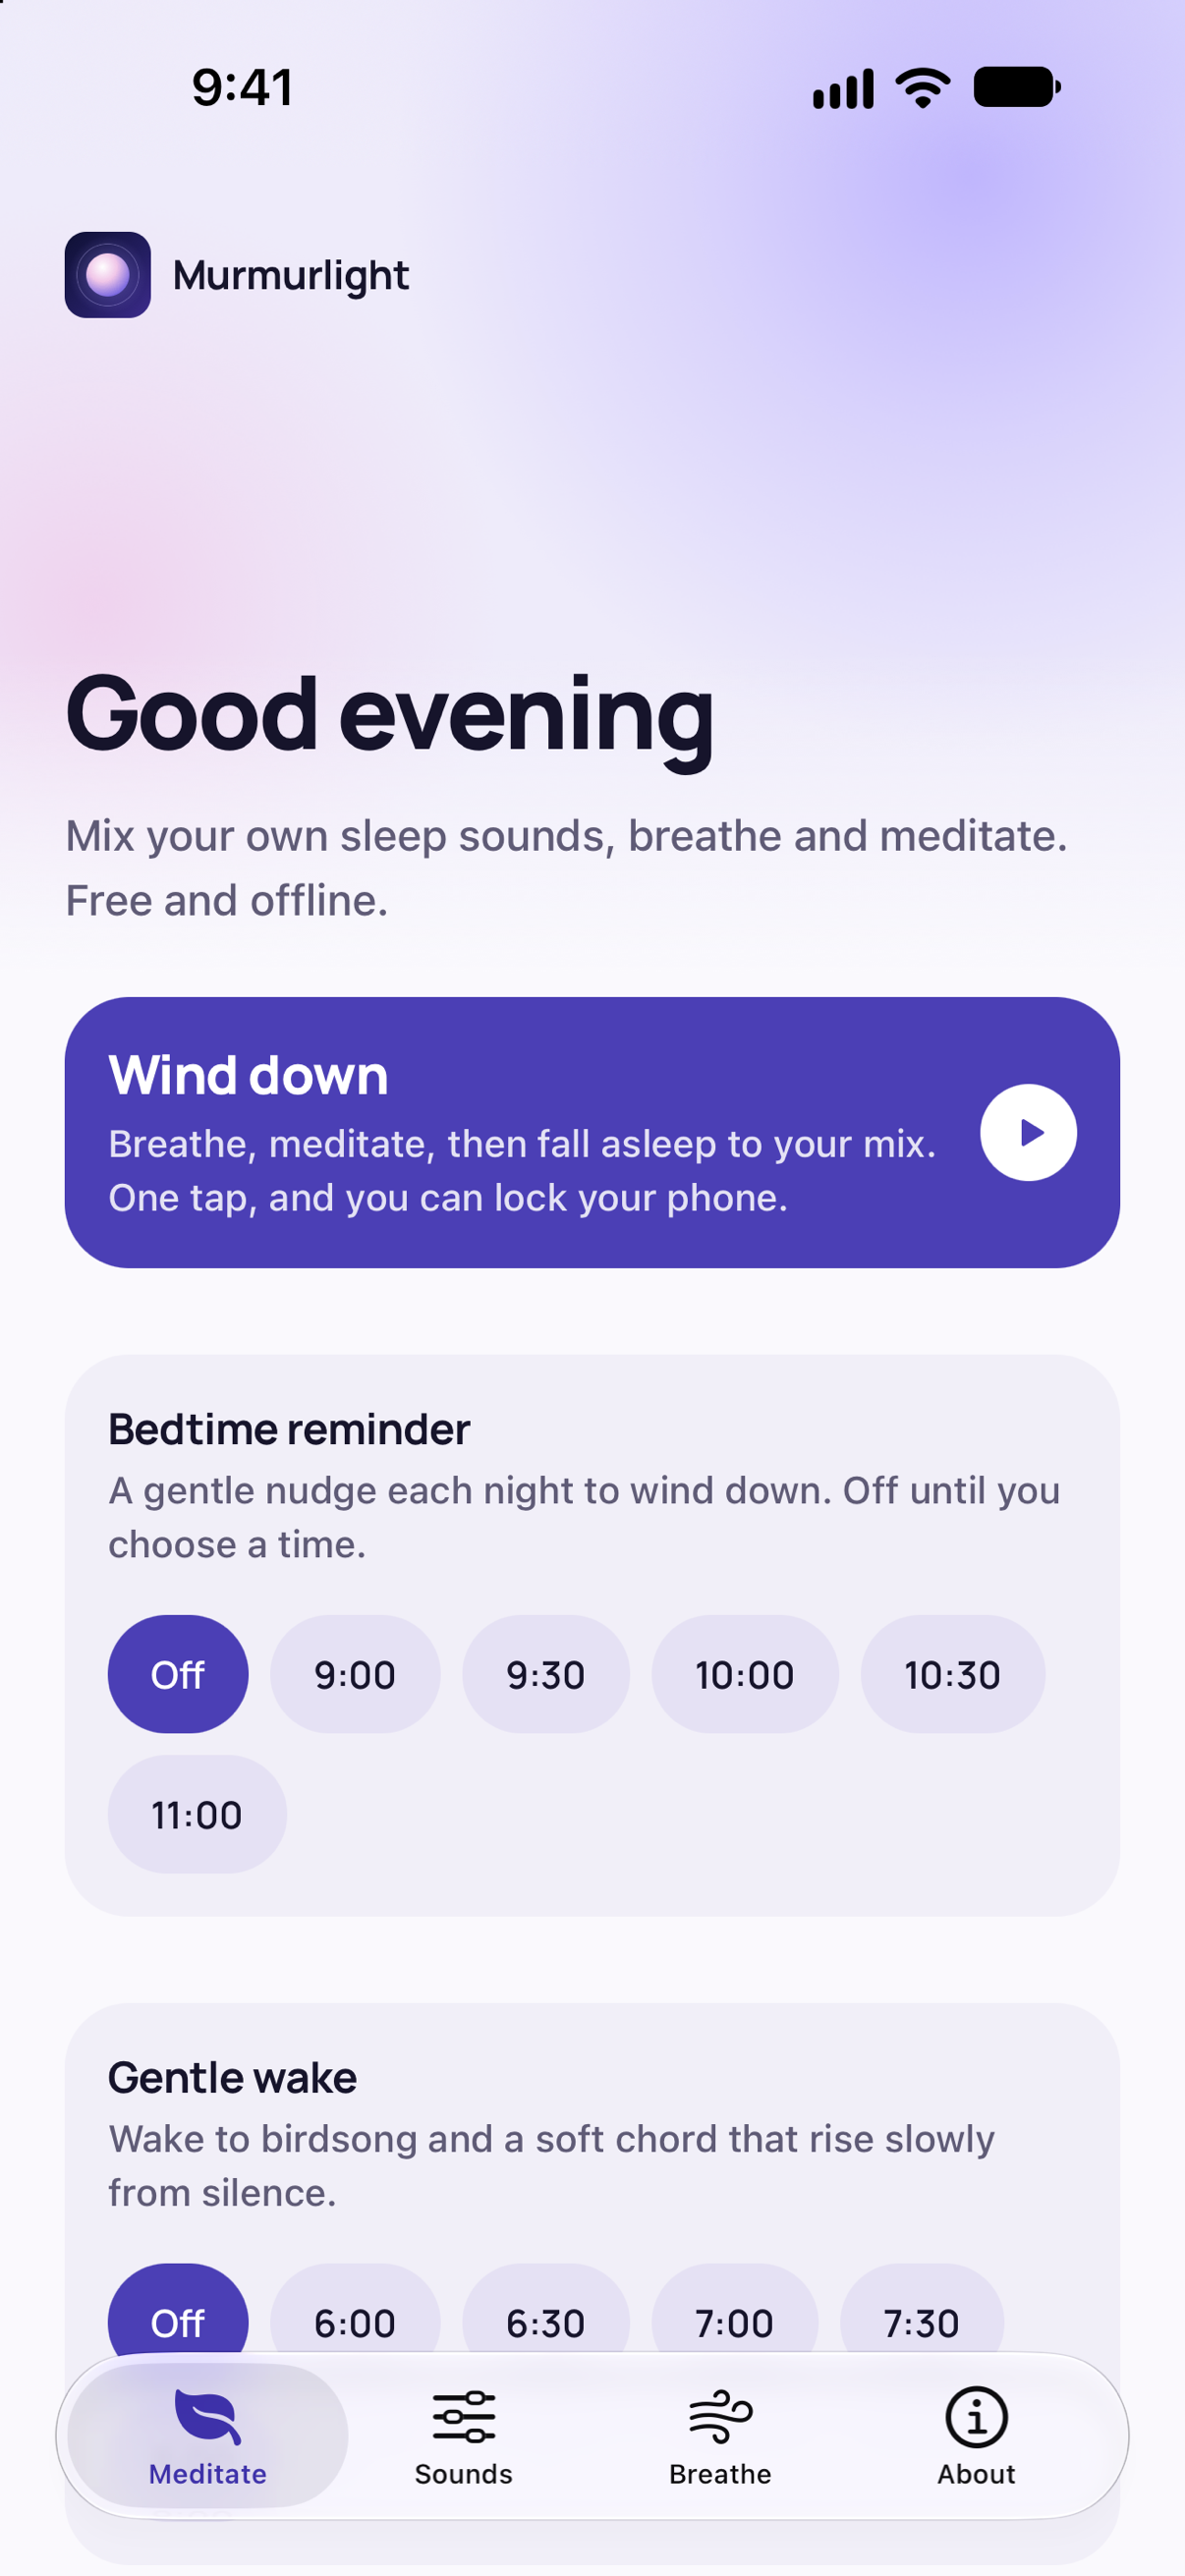 9:41
Murmurlight
Good evening
Mix your own sleep sounds, breathe and meditate.
Free and offline.
Wind down
Breathe, meditate, then fall asleep to your mix.
One tap, and you can lock your phone.
Bedtime reminder
A gentle nudge each night to wind down. Off until you
choose a time.
Off 9:00 9:30 10:00 10:30
11:00
Gentle wake
Wake to birdsong and a soft chord that rise slowly
from silence.
Off 6:00 6:30 7:00 7:30
Meditate Sounds Breathe About